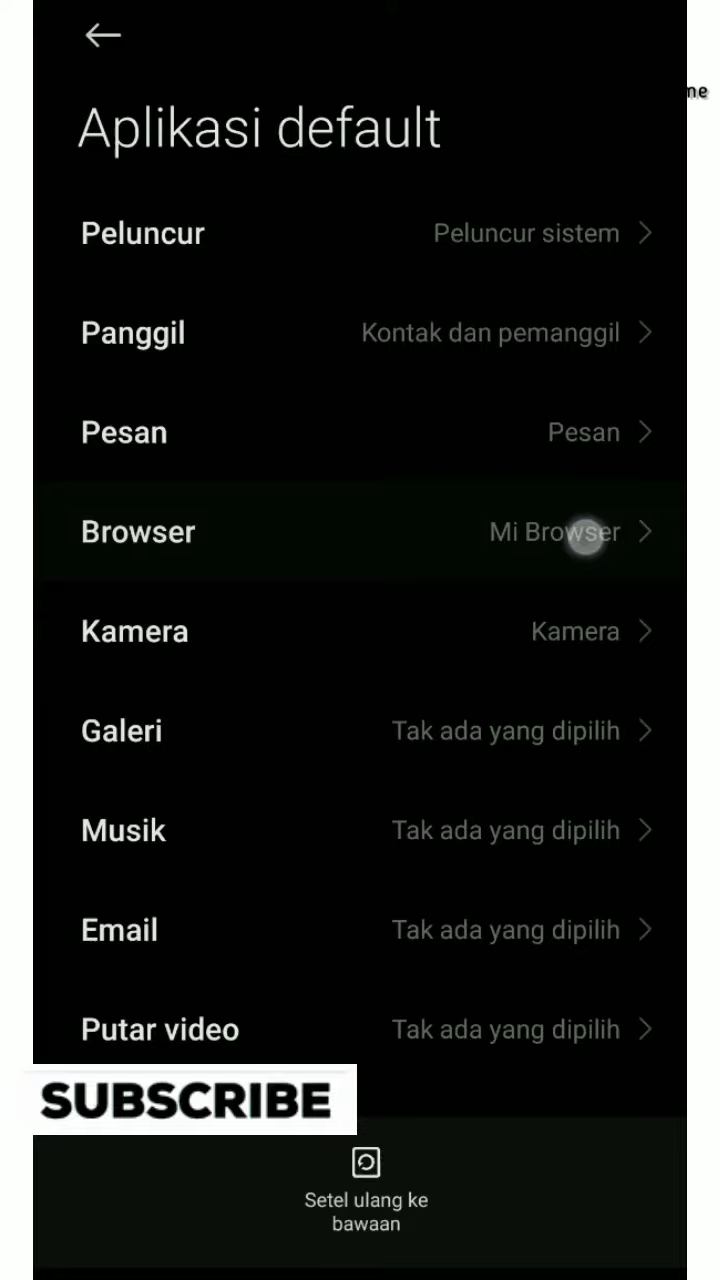 me
Aplikasi default
Peluncur Peluncur sistem
Panggil Kontak dan pemanggil
Pesan Pesan
Browser Mi Browser
Kamera Kamera
Galeri Tak ada yang dipilih
Musik Tak ada yang dipilih
Email Tak ada yang dipilih
Putar video Tak ada yang dipilih
SUBSCRIBE
Setel ulang ke
bawaan